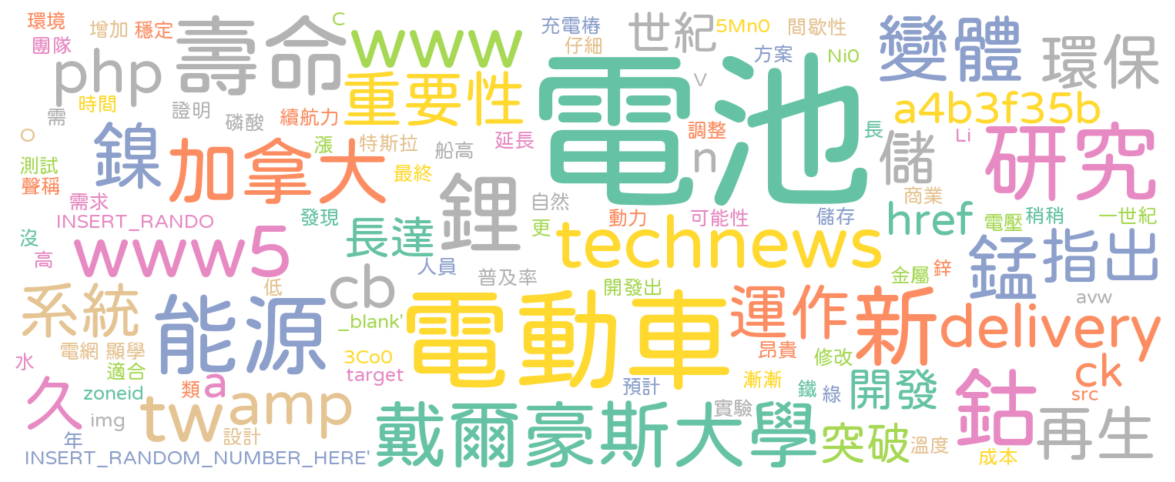 環境
增加
穩定
壽命
C
www
充電樁
世紀
5Mn0
間歇性
變體
環保
團隊
php
重要性
電池
仔細
方案
Ni0
需
時間
證明
磷酸
續航力
V
a4b3f35b
O
鎳
加拿大
漲
特斯拉
船高
延長
調整
n
長
儲
Li
研究
測試
聲稱
最終
鋰
自然
商業
需求
INSERT_RANDO
發現
長達
更
動力
可能性
儲存
href
電壓
稍稍
一世紀
沒
高
www5
人員
普及率
technews
開發出
金屬
鋅
錳
指出
系統
能源
低
cb
_blank'
電動車
運作
新
avw
delivery
電網
顯學
適合
3Co0
target
昂貴
修改
水
久
zoneid
類
a
tw
amp
預計
漸漸
鐵
綠
開發
鈷
ck
src
img
年
設計
戴爾豪斯大學
實驗
突破
溫度
再生
成本
INSERT_RANDOM_NUMBER_HERE'